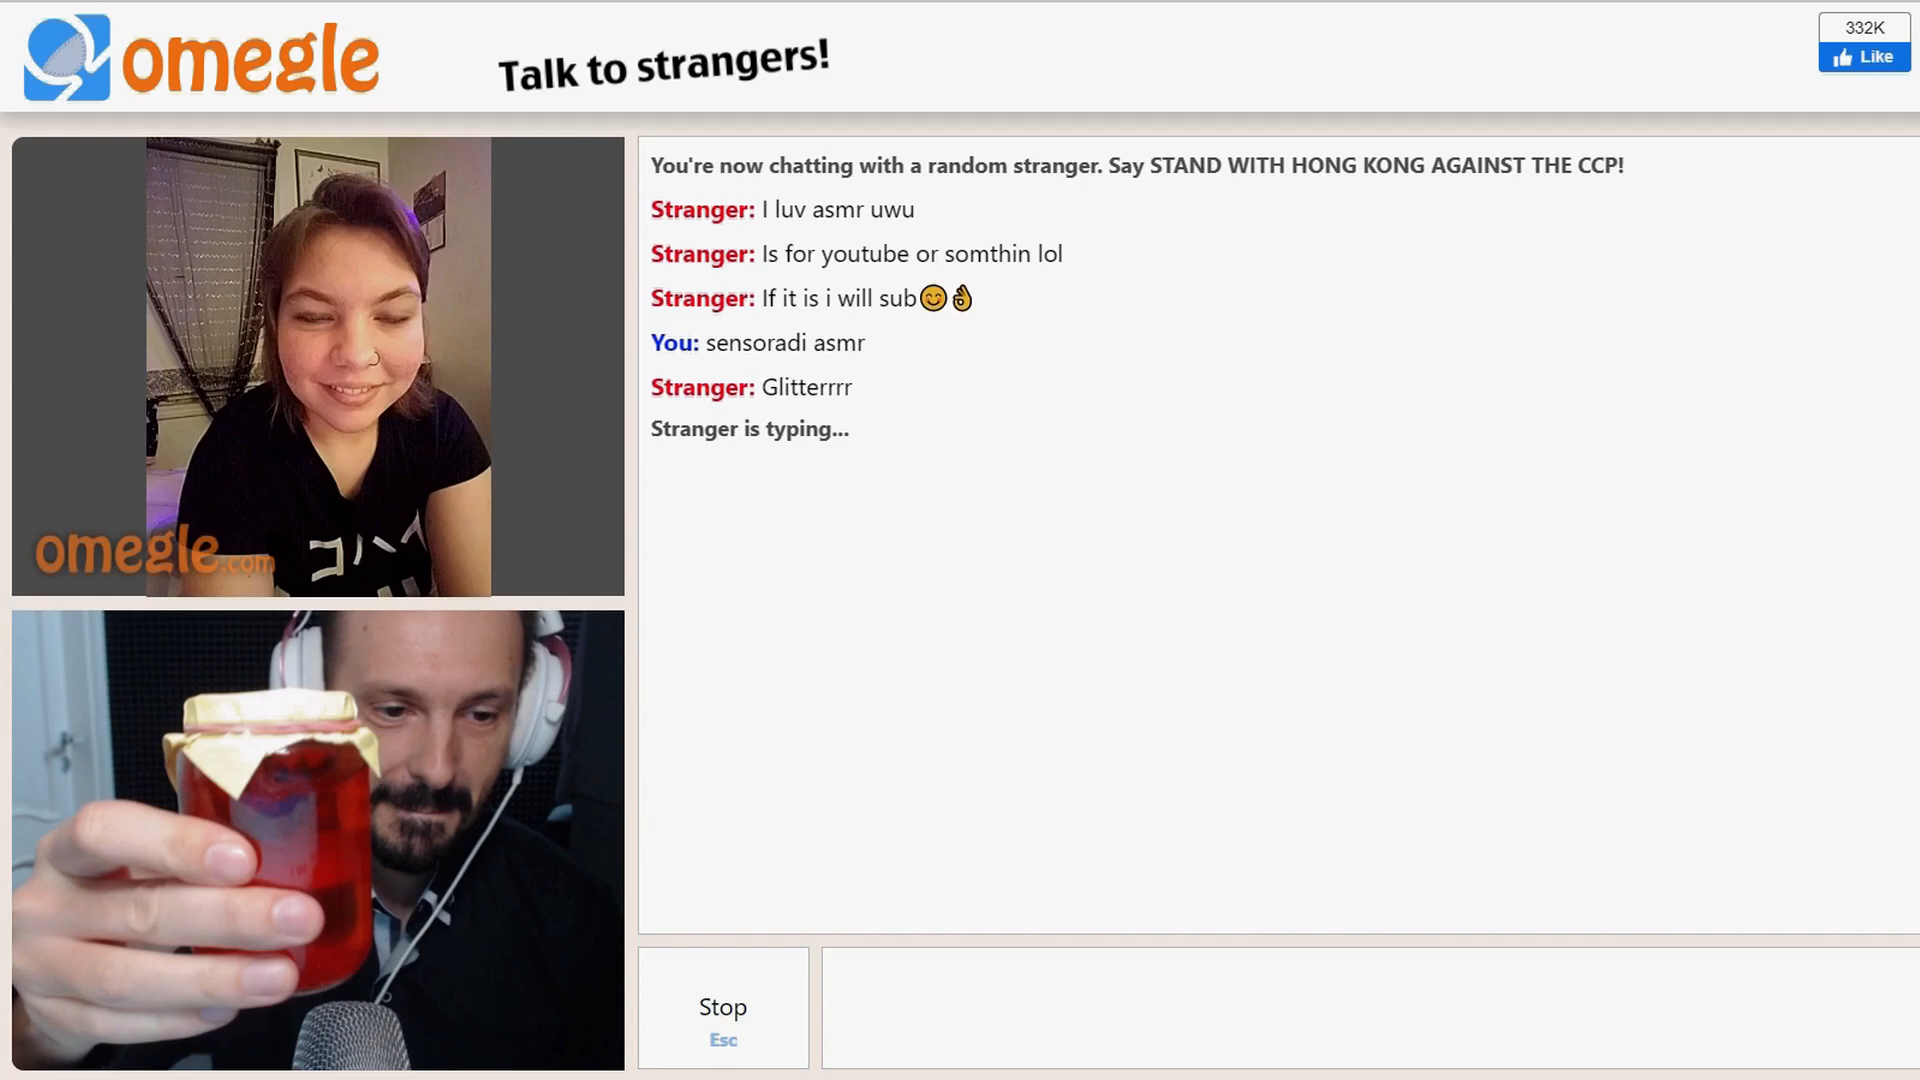 omegle
Talk to strangers!
332K
Like
You're now chatting with a random stranger. Say STAND WITH HONG KONG AGAINST THE CCP!
Stranger: I luv asmr uwu
Stranger: Is for youtube or somthin lol
Stranger: If it is i will sub😊👌
You: sensoradi asmr
Stranger: Glitterrrr
Stranger is typing...
omegle.com
Stop
Esc